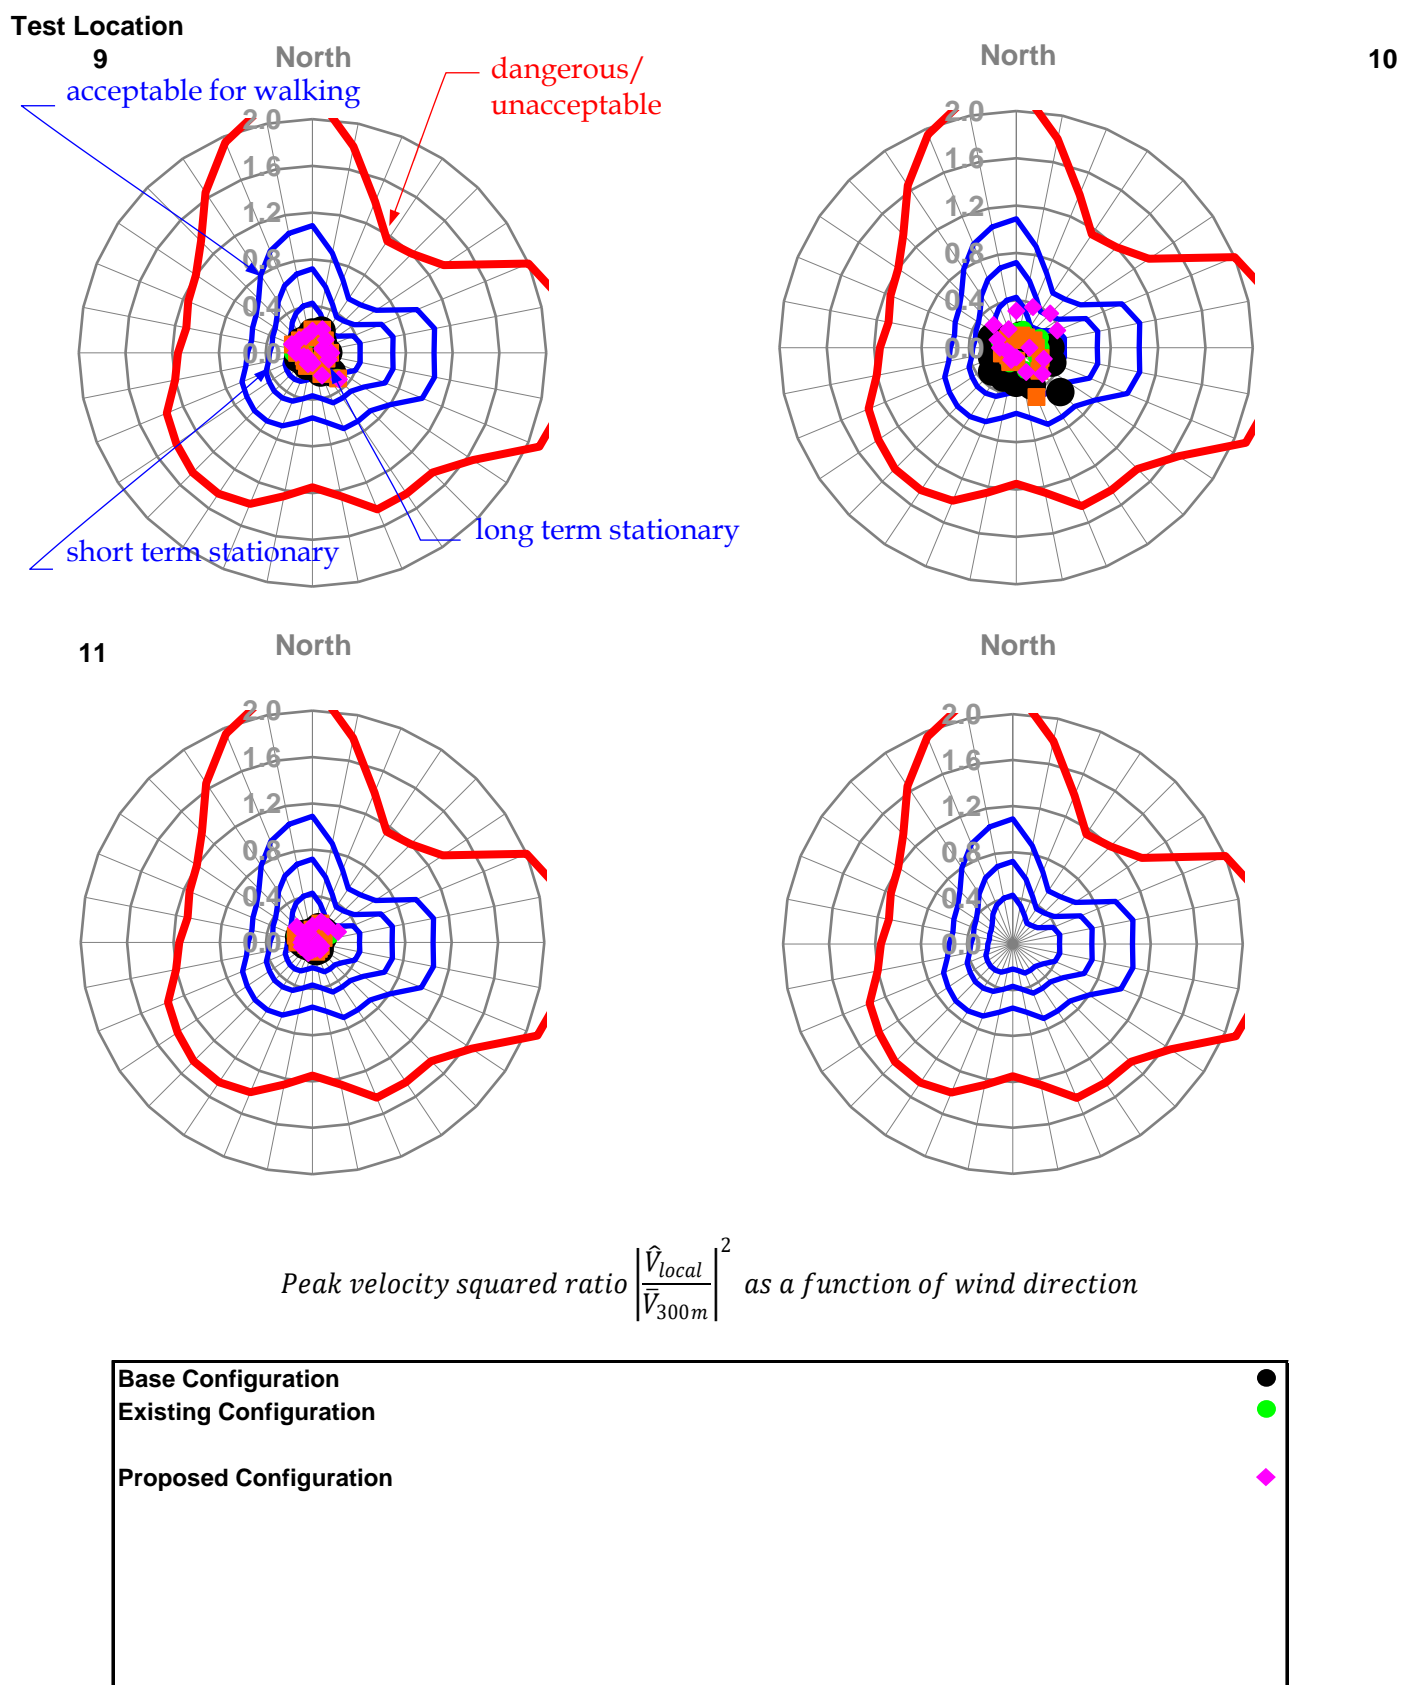 Test Location
9
North
North
10
acceptable for walking
dangerous/
unacceptable
2.0
1.6
1.2
0.8
0.4
0.0
2.0
1.6
1.2
0.8
0.4
0.0
short term stationary
long term stationary
11
North
North
2.0
1.6
1.2
0.8
0.4
0.0
2.0
1.6
1.2
0.8
0.4
0.0
Peak velocity squared ratio |V̂local / V̄300m|² as a function of wind direction
Base Configuration
Existing Configuration
Proposed Configuration